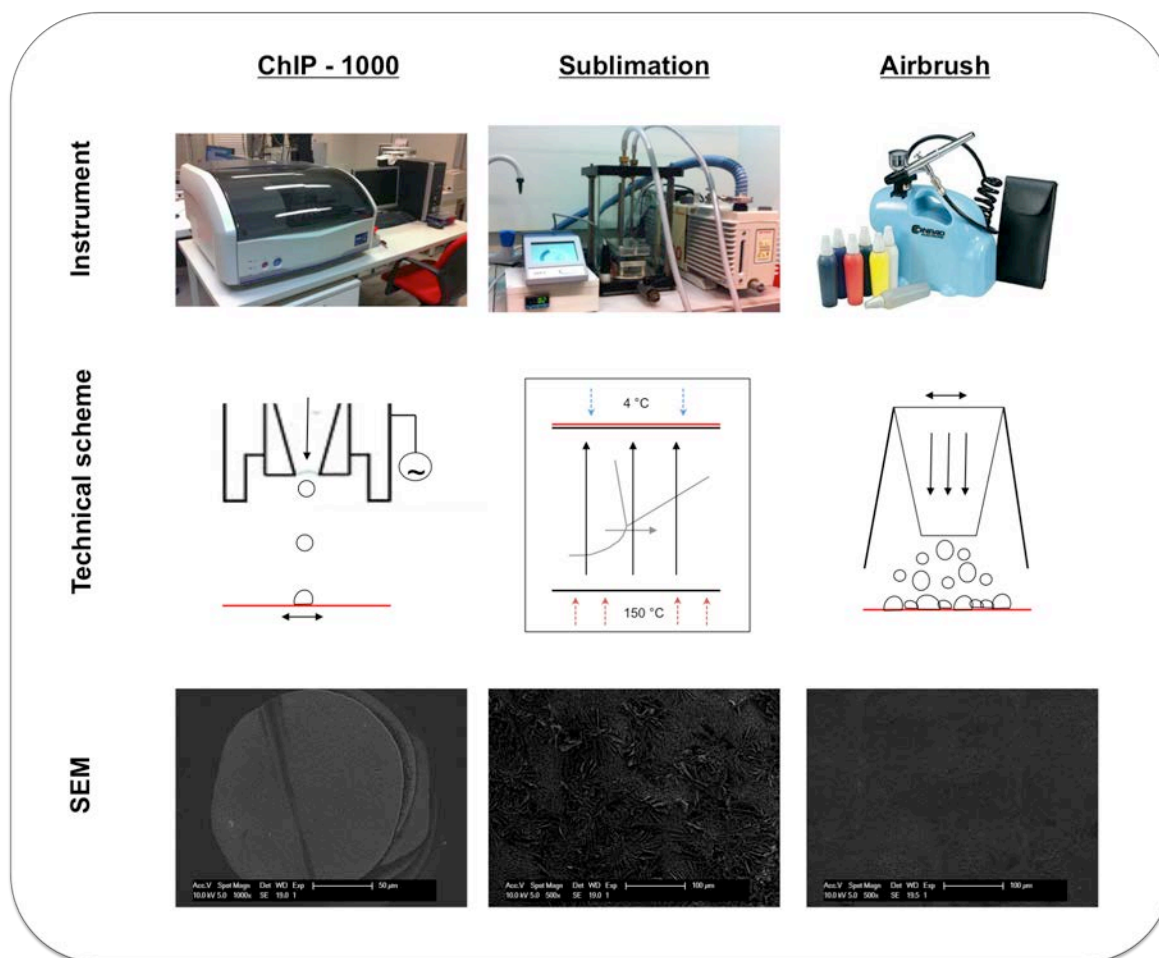 ChIP - 1000
Sublimation
Airbrush
Instrument
CONRAD
Technical scheme
~
4 °C
150 °C
SEM
Acc.V Spot Magn Det WD Exp 50 µm
10.0 kV 5.0 1000x SE 19.0 1
Acc.V Spot Magn Det WD Exp 100 µm
10.0 kV 5.0 500x SE 19.0 1
Acc.V Spot Magn Det WD Exp 100 µm
10.0 kV 5.0 500x SE 19.5 1